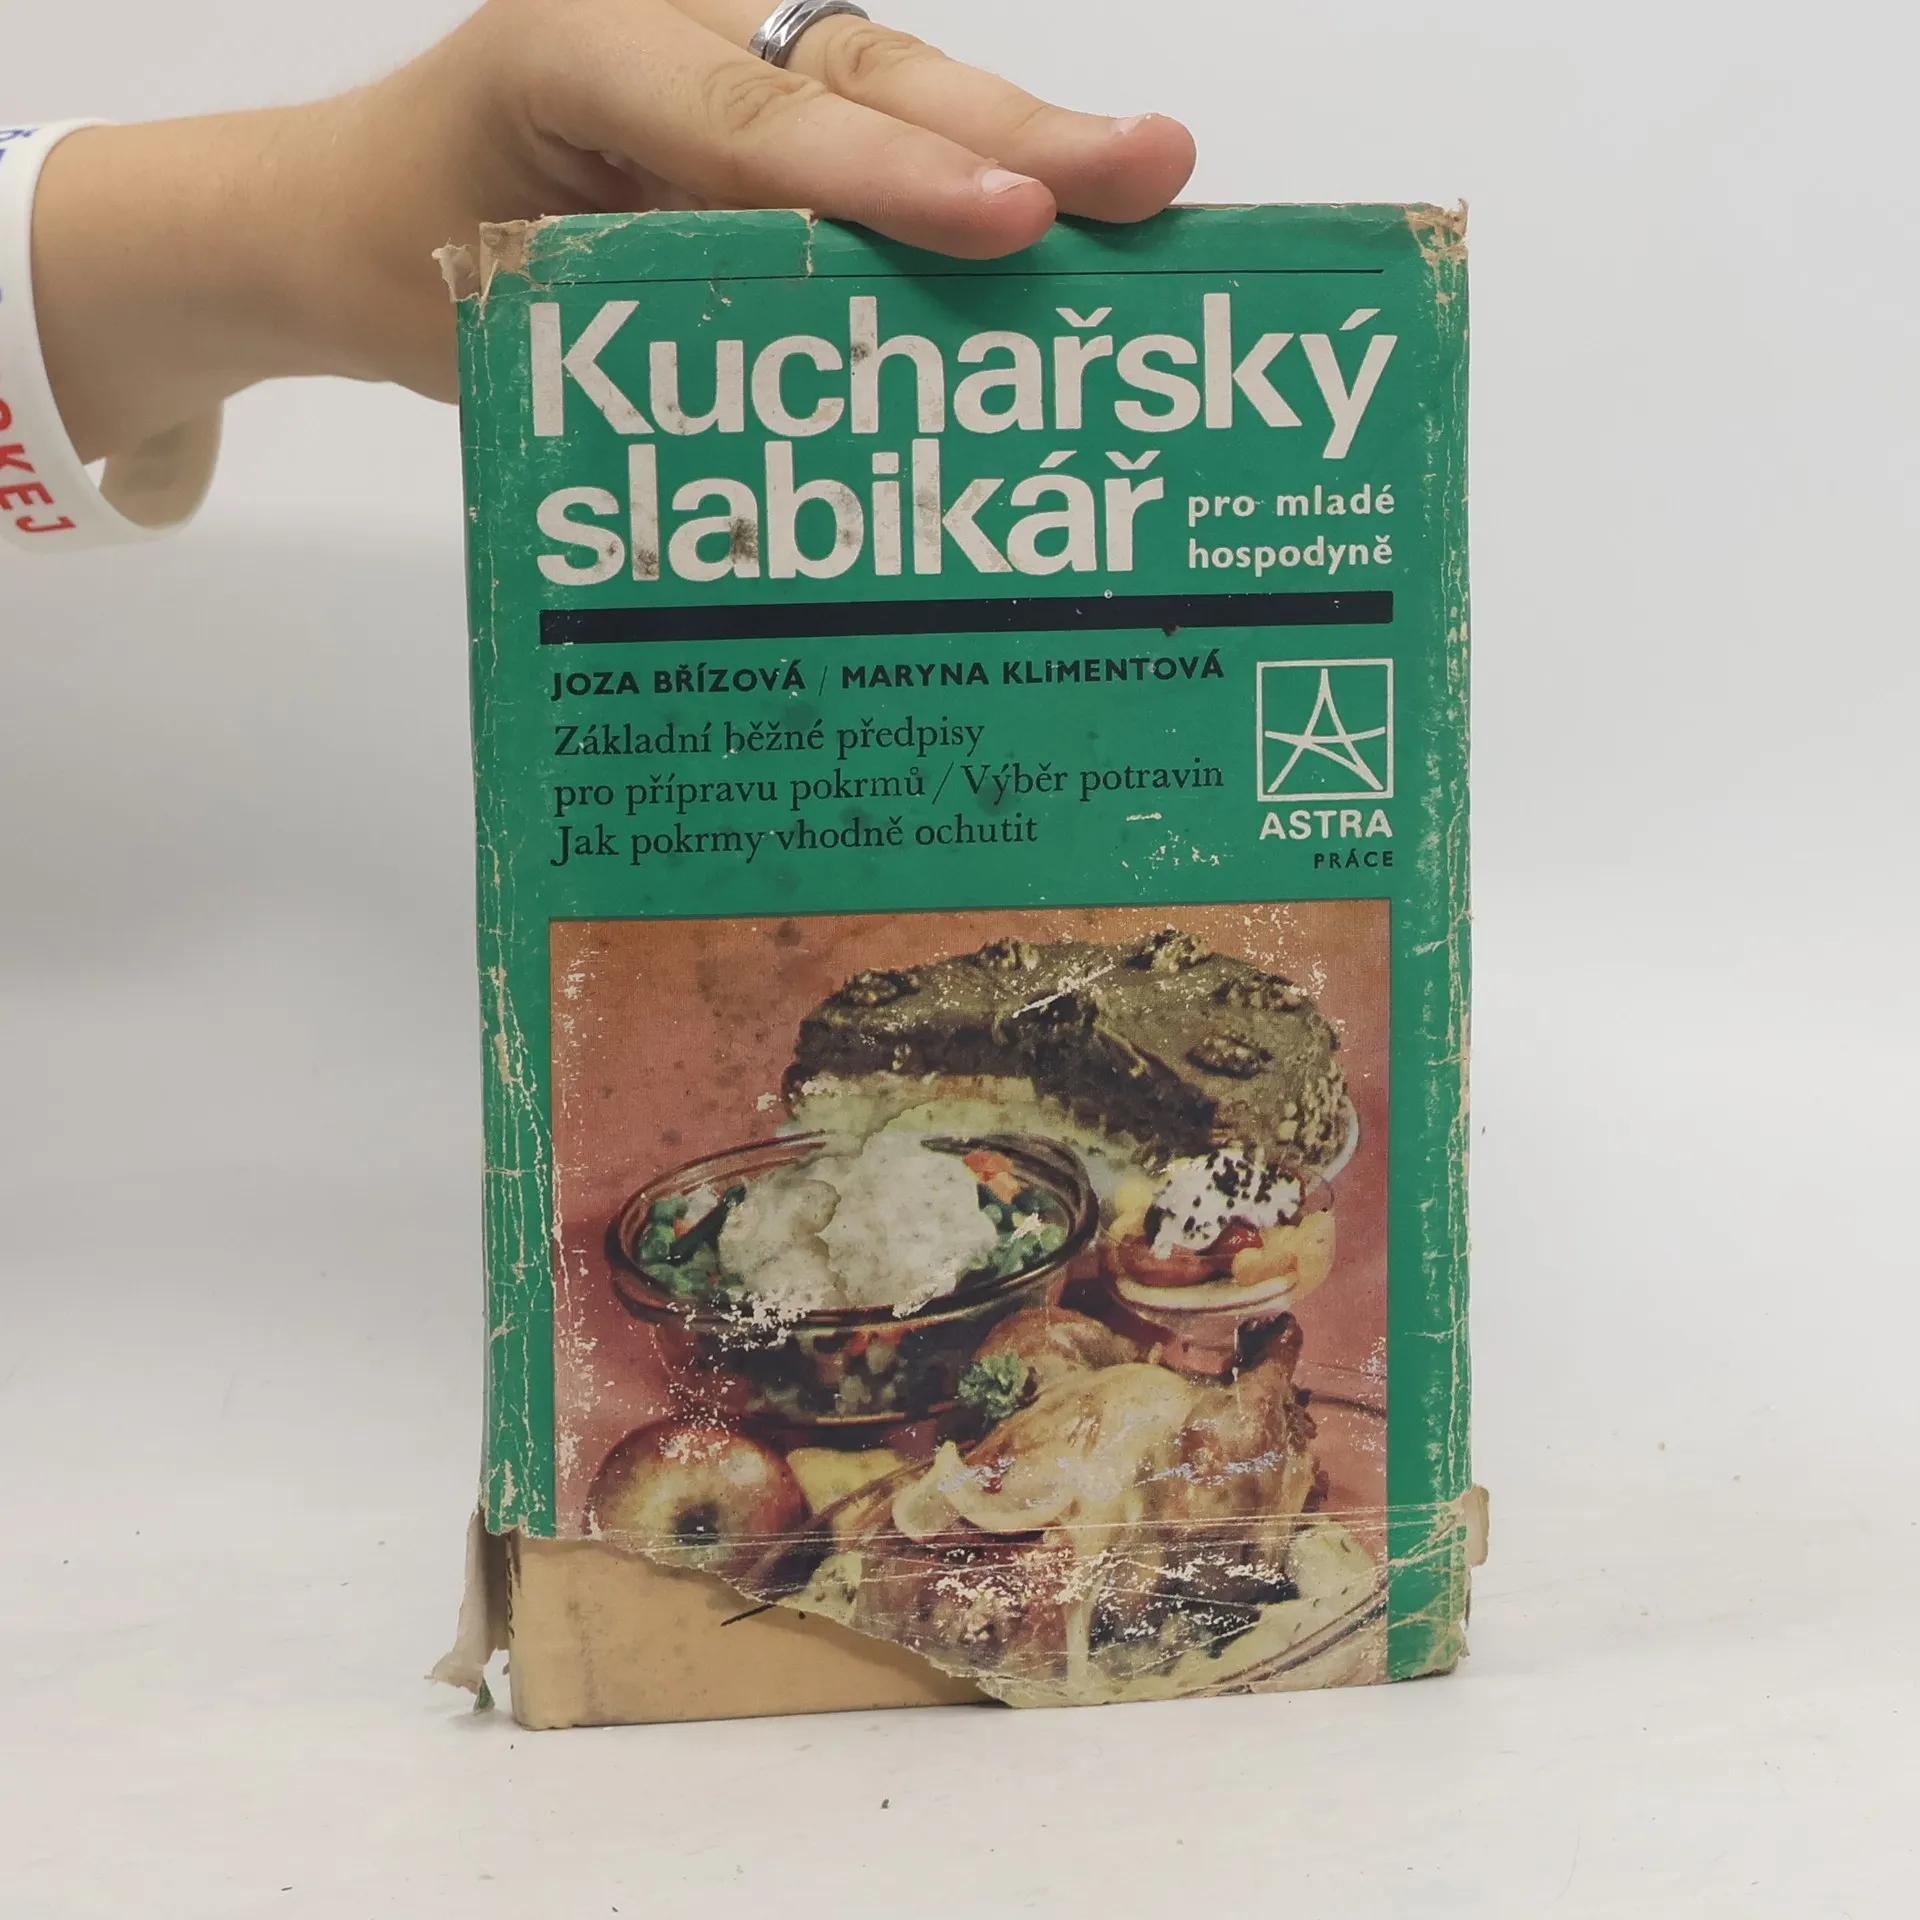 Kuchařský
slabikář
pro mladé
hospodyně
JOZA BŘÍZOVÁ / MARYNA KLIMENTOVÁ
Základní běžné předpisy
pro přípravu pokrmů / Výběr potravin
Jak pokrmy vhodně ochutit
ASTRA
PRÁCE